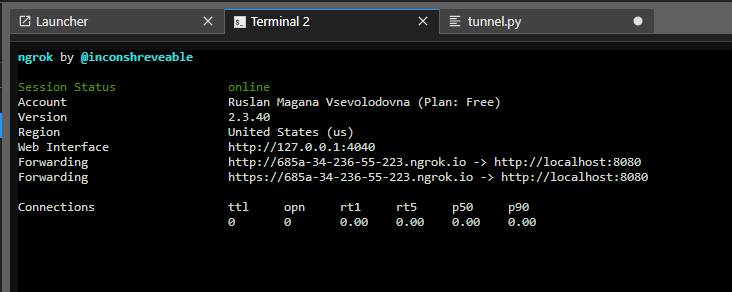 Launcher
Terminal 2
tunnel.py
ngrok by @inconshreveable
Session Status online
Account Ruslan Magana Vsevolodovna (Plan: Free)
Version 2.3.40
Region United States (us)
Web Interface http://127.0.0.1:4040
Forwarding http://685a-34-236-55-223.ngrok.io -> http://localhost:8080
Forwarding https://685a-34-236-55-223.ngrok.io -> http://localhost:8080
Connections ttl opn rt1 rt5 p50 p90
0 0 0.00 0.00 0.00 0.00